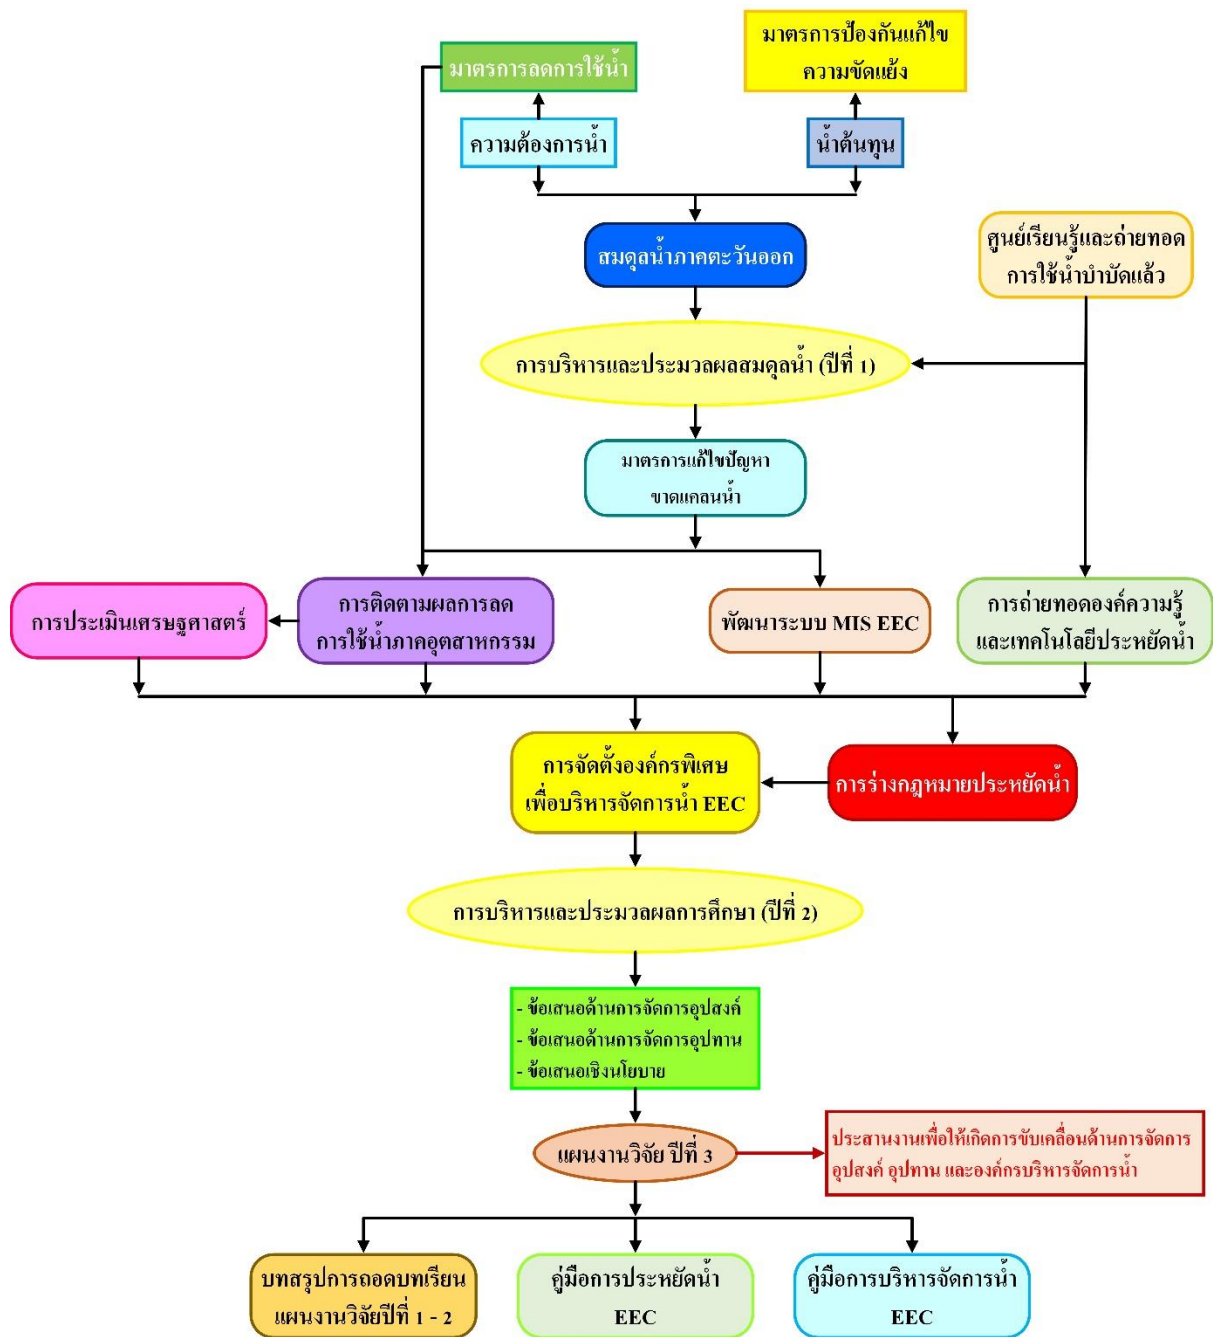 มาตรการป้องกันแก้ไข
ความขัดแย้ง
มาตรการลดการใช้น้ำ
ความต้องการน้ำ
น้ำต้นทุน
สมดุลน้ำภาคตะวันออก
ศูนย์เรียนรู้และถ่ายทอด
การใช้น้ำบำบัดแล้ว
การบริหารและประมวลผลสมดุลน้ำ (ปีที่ 1)
มาตรการแก้ไขปัญหา
ขาดแคลนน้ำ
การประเมินเศรษฐศาสตร์
การติดตามผลการลด
การใช้น้ำภาคอุตสาหกรรม
พัฒนาระบบ MIS EEC
การถ่ายทอดองค์ความรู้
และเทคโนโลยีประหยัดน้ำ
การจัดตั้งองค์กรพิเศษ
เพื่อบริหารจัดการน้ำ EEC
การร่างกฎหมายประหยัดน้ำ
การบริหารและประมวลผลการศึกษา (ปีที่ 2)
- ข้อเสนอด้านการจัดการอุปสงค์
- ข้อเสนอด้านการจัดการอุปทาน
- ข้อเสนอเชิงนโยบาย
แผนงานวิจัย ปีที่ 3
ประสานงานเพื่อให้เกิดการขับเคลื่อนด้านการจัดการ
อุปสงค์ อุปทาน และองค์กรบริหารจัดการน้ำ
บทสรุปการถอดบทเรียน
แผนงานวิจัยปีที่ 1 - 2
คู่มือการประหยัดน้ำ
EEC
คู่มือการบริหารจัดการน้ำ
EEC